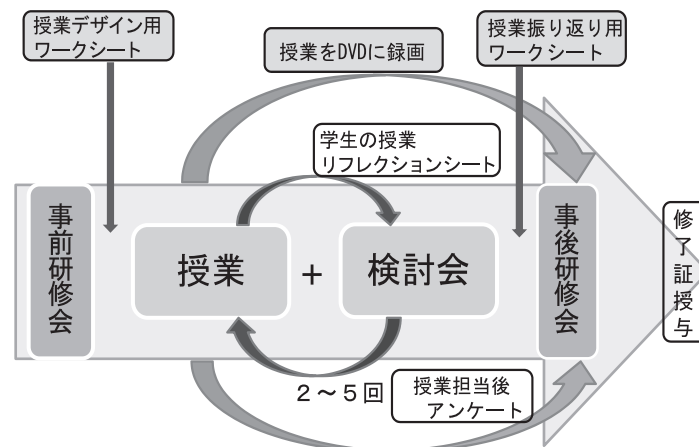 授業デザイン用
ワークシート
授業をDVDに録画
授業振り返り用
ワークシート
学生の授業
リフレクションシート
事前研修会
授業
+
検討会
事後研修会
修了証授与
2～5回
授業担当後
アンケート